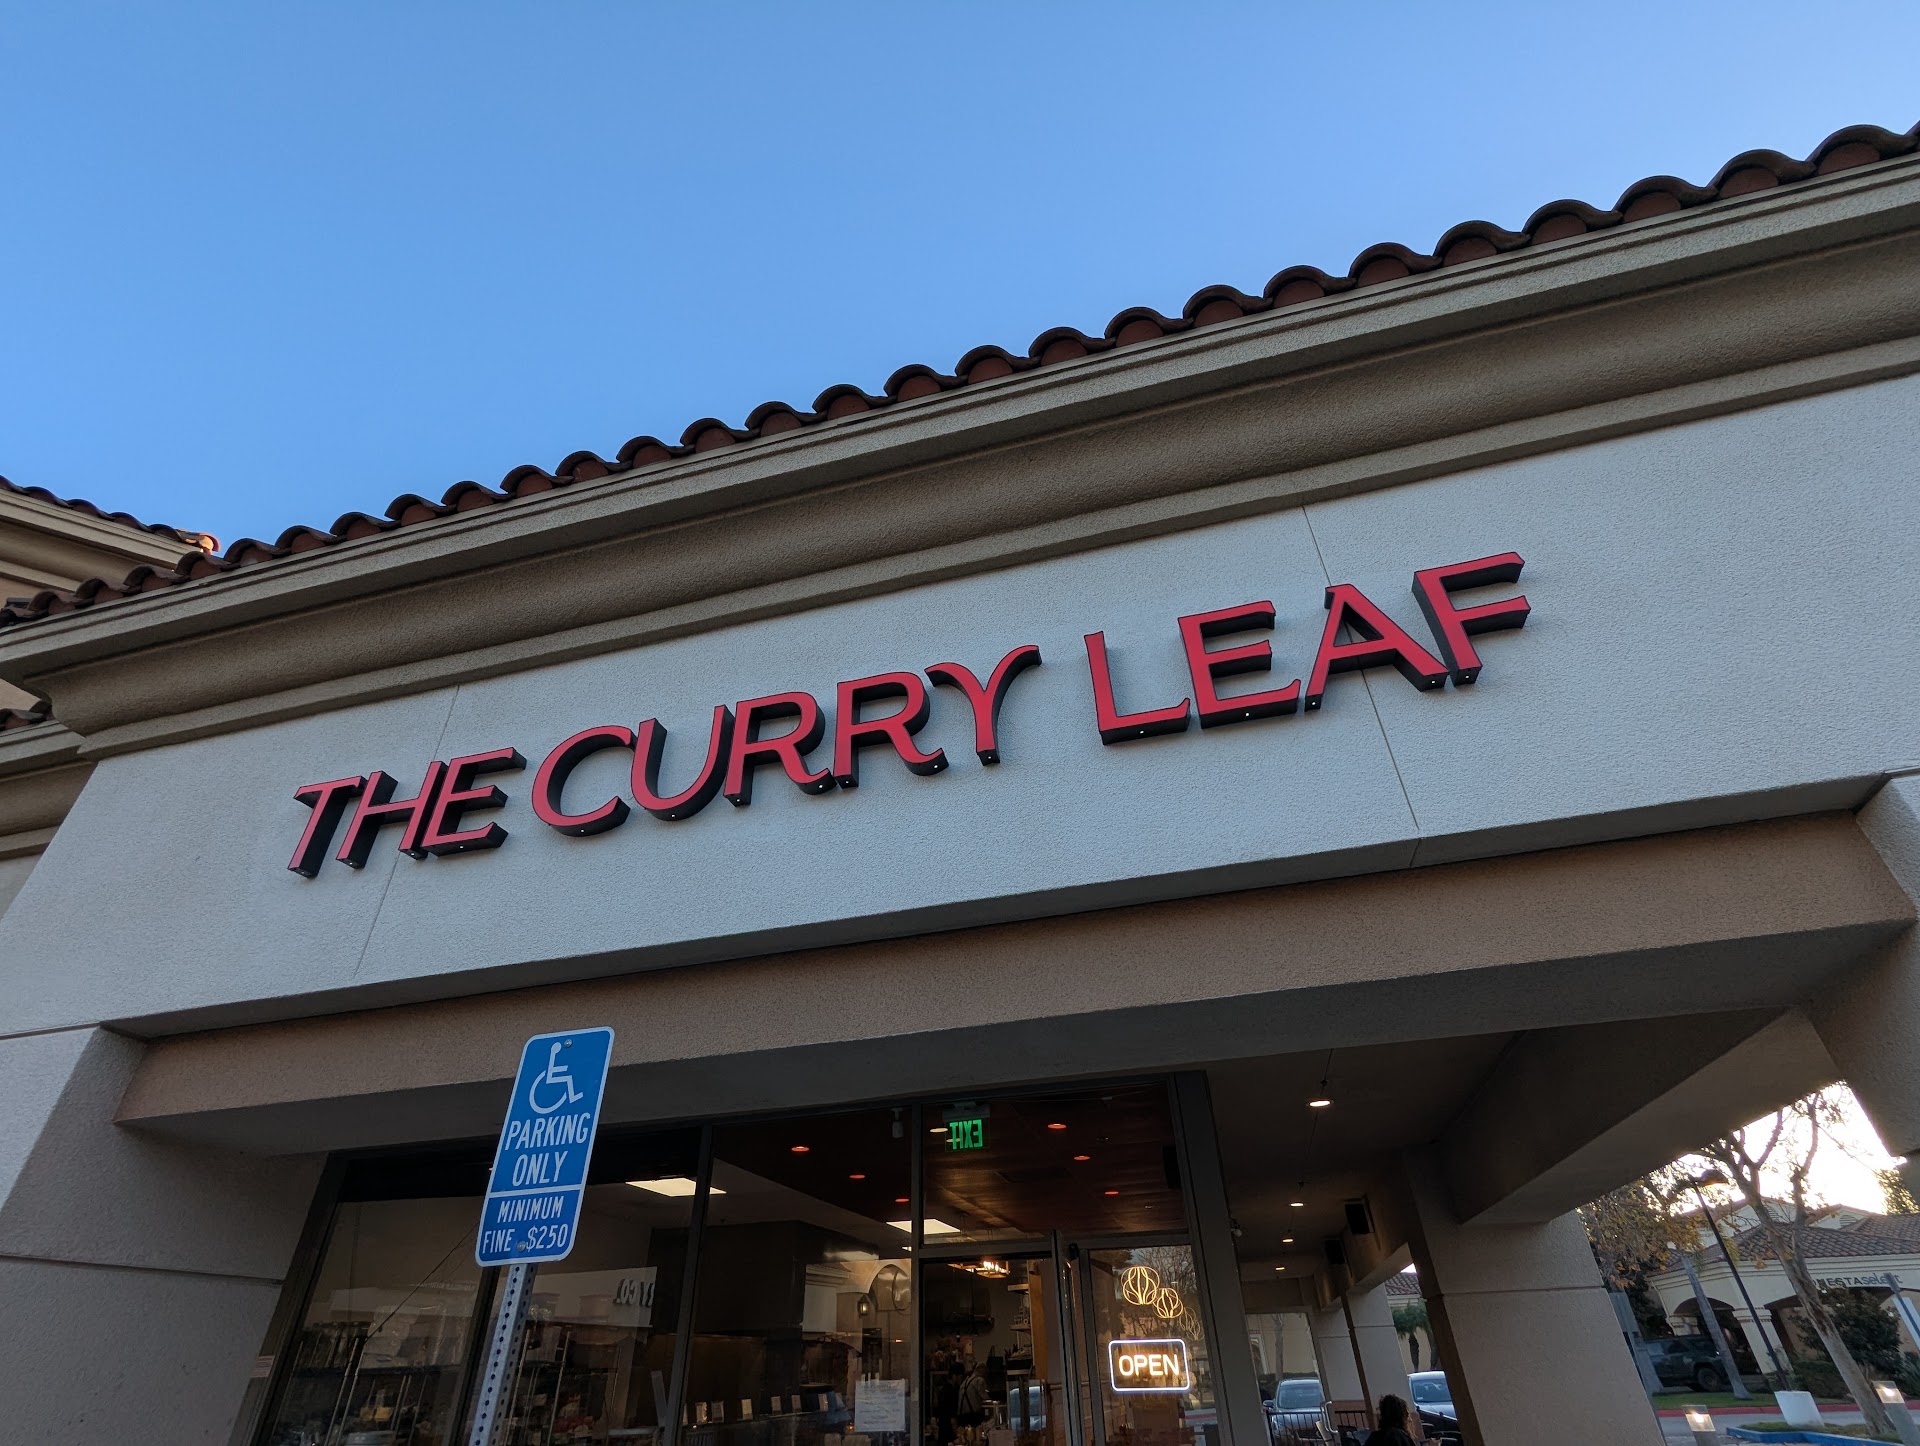 THE CURRY LEAF
PARKING
ONLY
MINIMUM
FINE $250
EXIT
OPEN